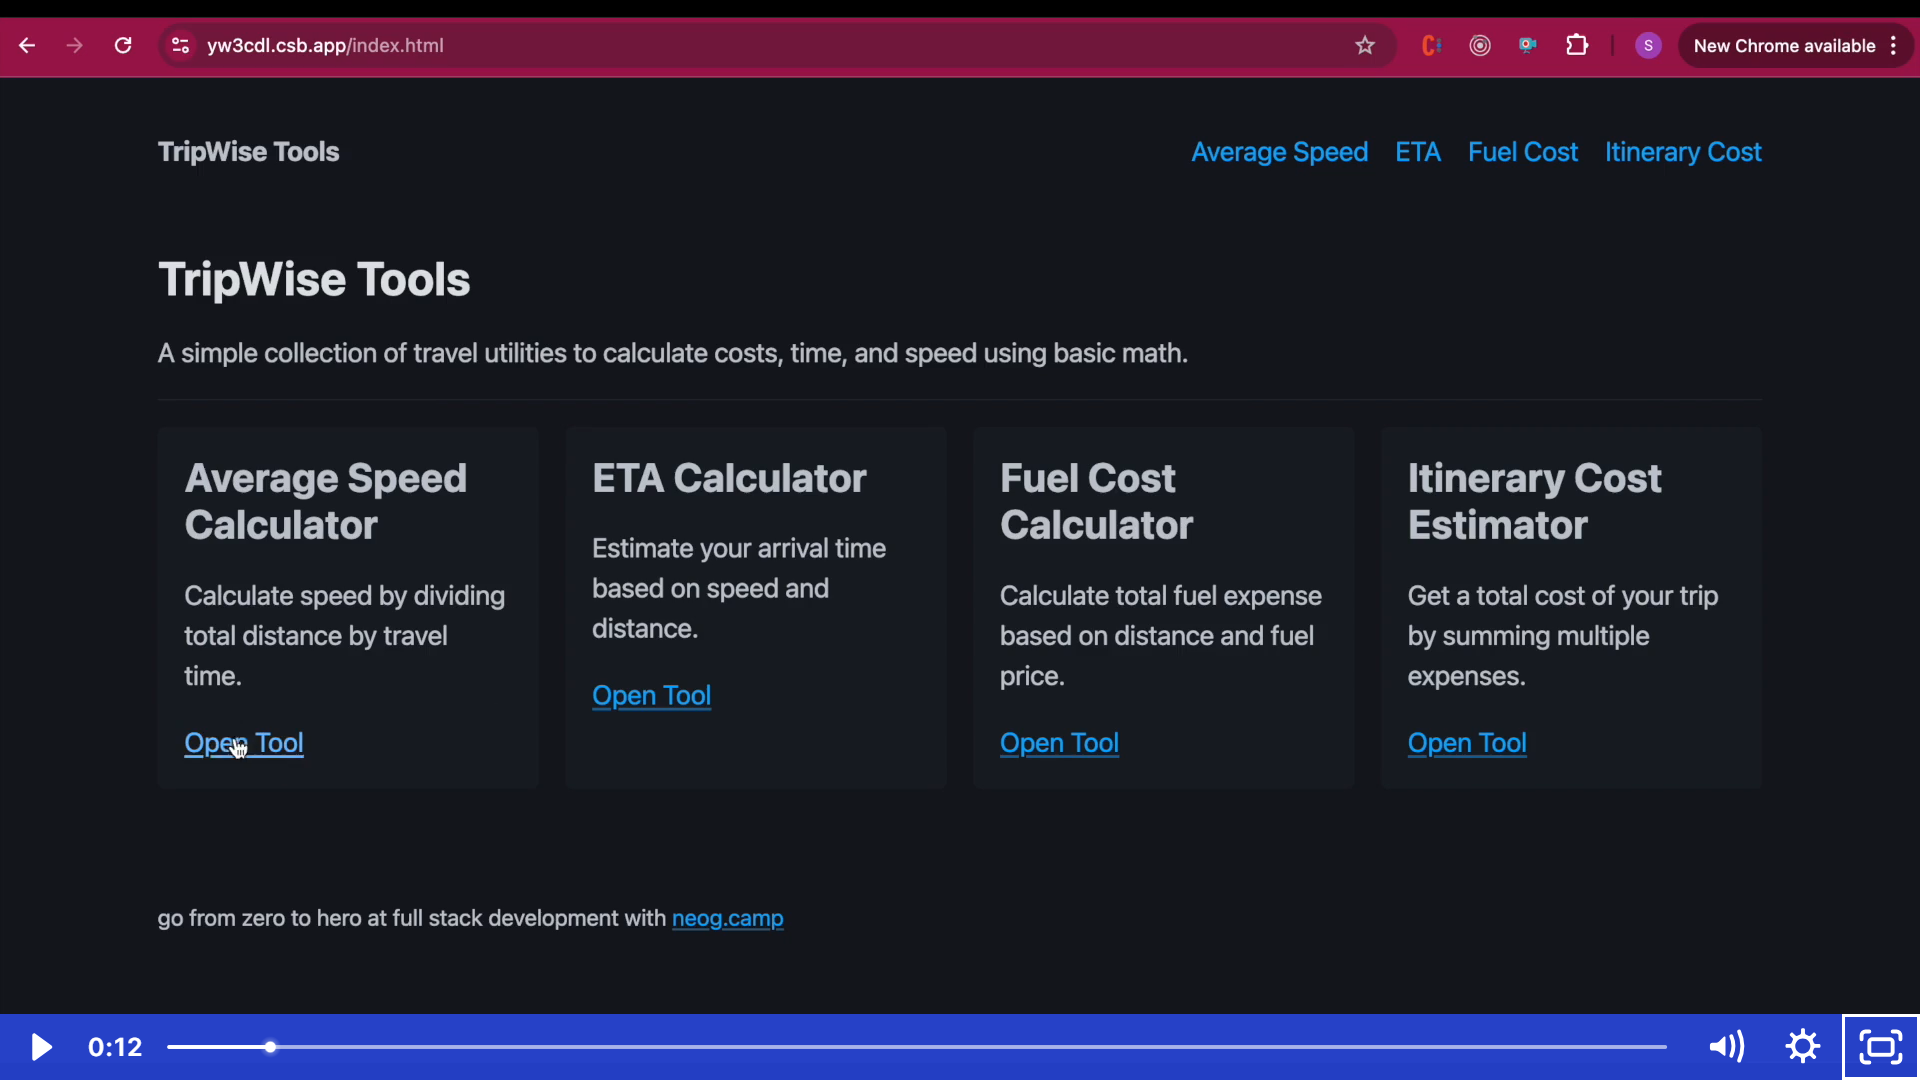 yw3cdl.csb.app/index.html
S
New Chrome available
TripWise Tools
Average Speed ETA Fuel Cost Itinerary Cost
TripWise Tools
A simple collection of travel utilities to calculate costs, time, and speed using basic math.
Average Speed
Calculator
Calculate speed by dividing
total distance by travel
time.
Open Tool
ETA Calculator
Estimate your arrival time
based on speed and
distance.
Open Tool
Fuel Cost
Calculator
Calculate total fuel expense
based on distance and fuel
price.
Open Tool
Itinerary Cost
Estimator
Get a total cost of your trip
by summing multiple
expenses.
Open Tool
go from zero to hero at full stack development with neog.camp
0:12